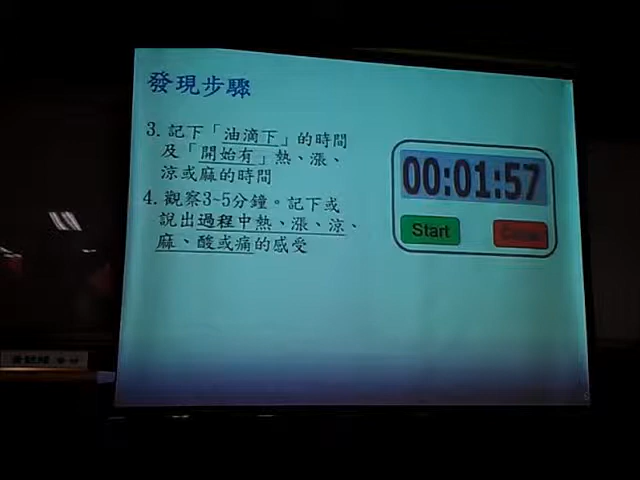 發現步驟
3. 記下「油滴下」的時間
及「開始有」熱、漲、
涼或麻的時間
4. 觀察3~5分鐘。記下或
說出過程中熱、漲、涼、
麻、酸或痛的感受
00:01:57
Start